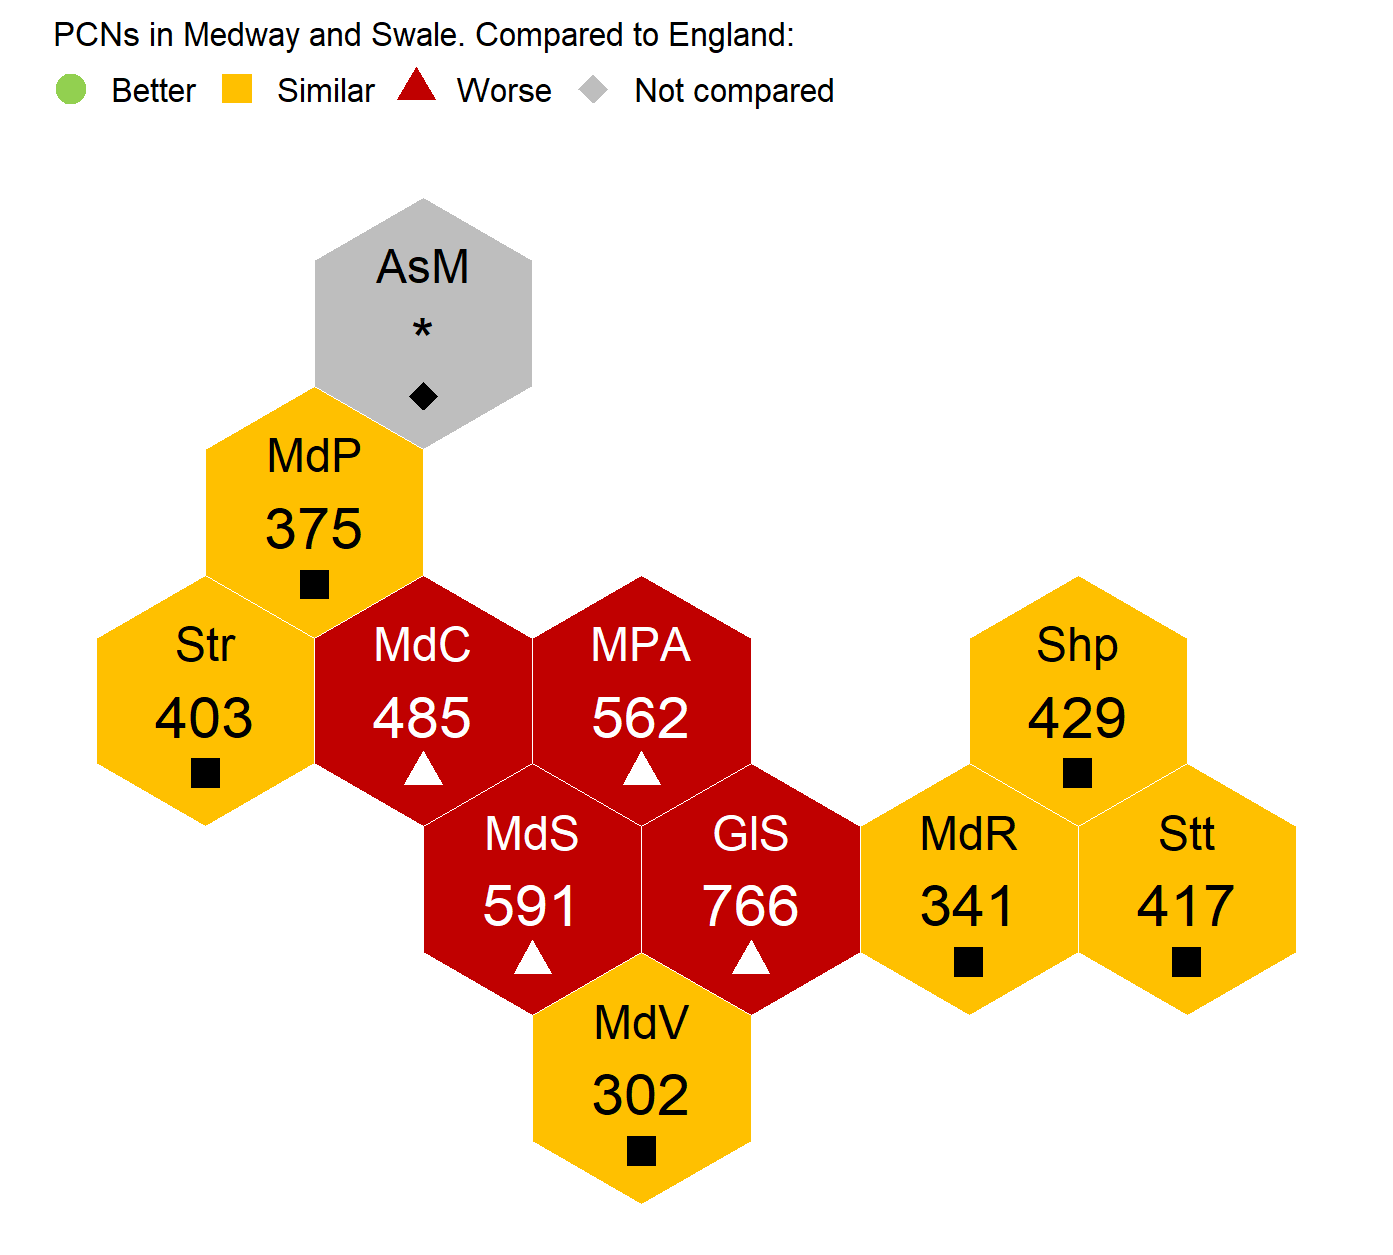 PCNs in Medway and Swale. Compared to England:
Better Similar Worse Not compared
AsM
*
MdP
375
Str
403
MdC
485
MPA
562
Shp
429
MdS
591
GlS
766
MdR
341
Stt
417
MdV
302